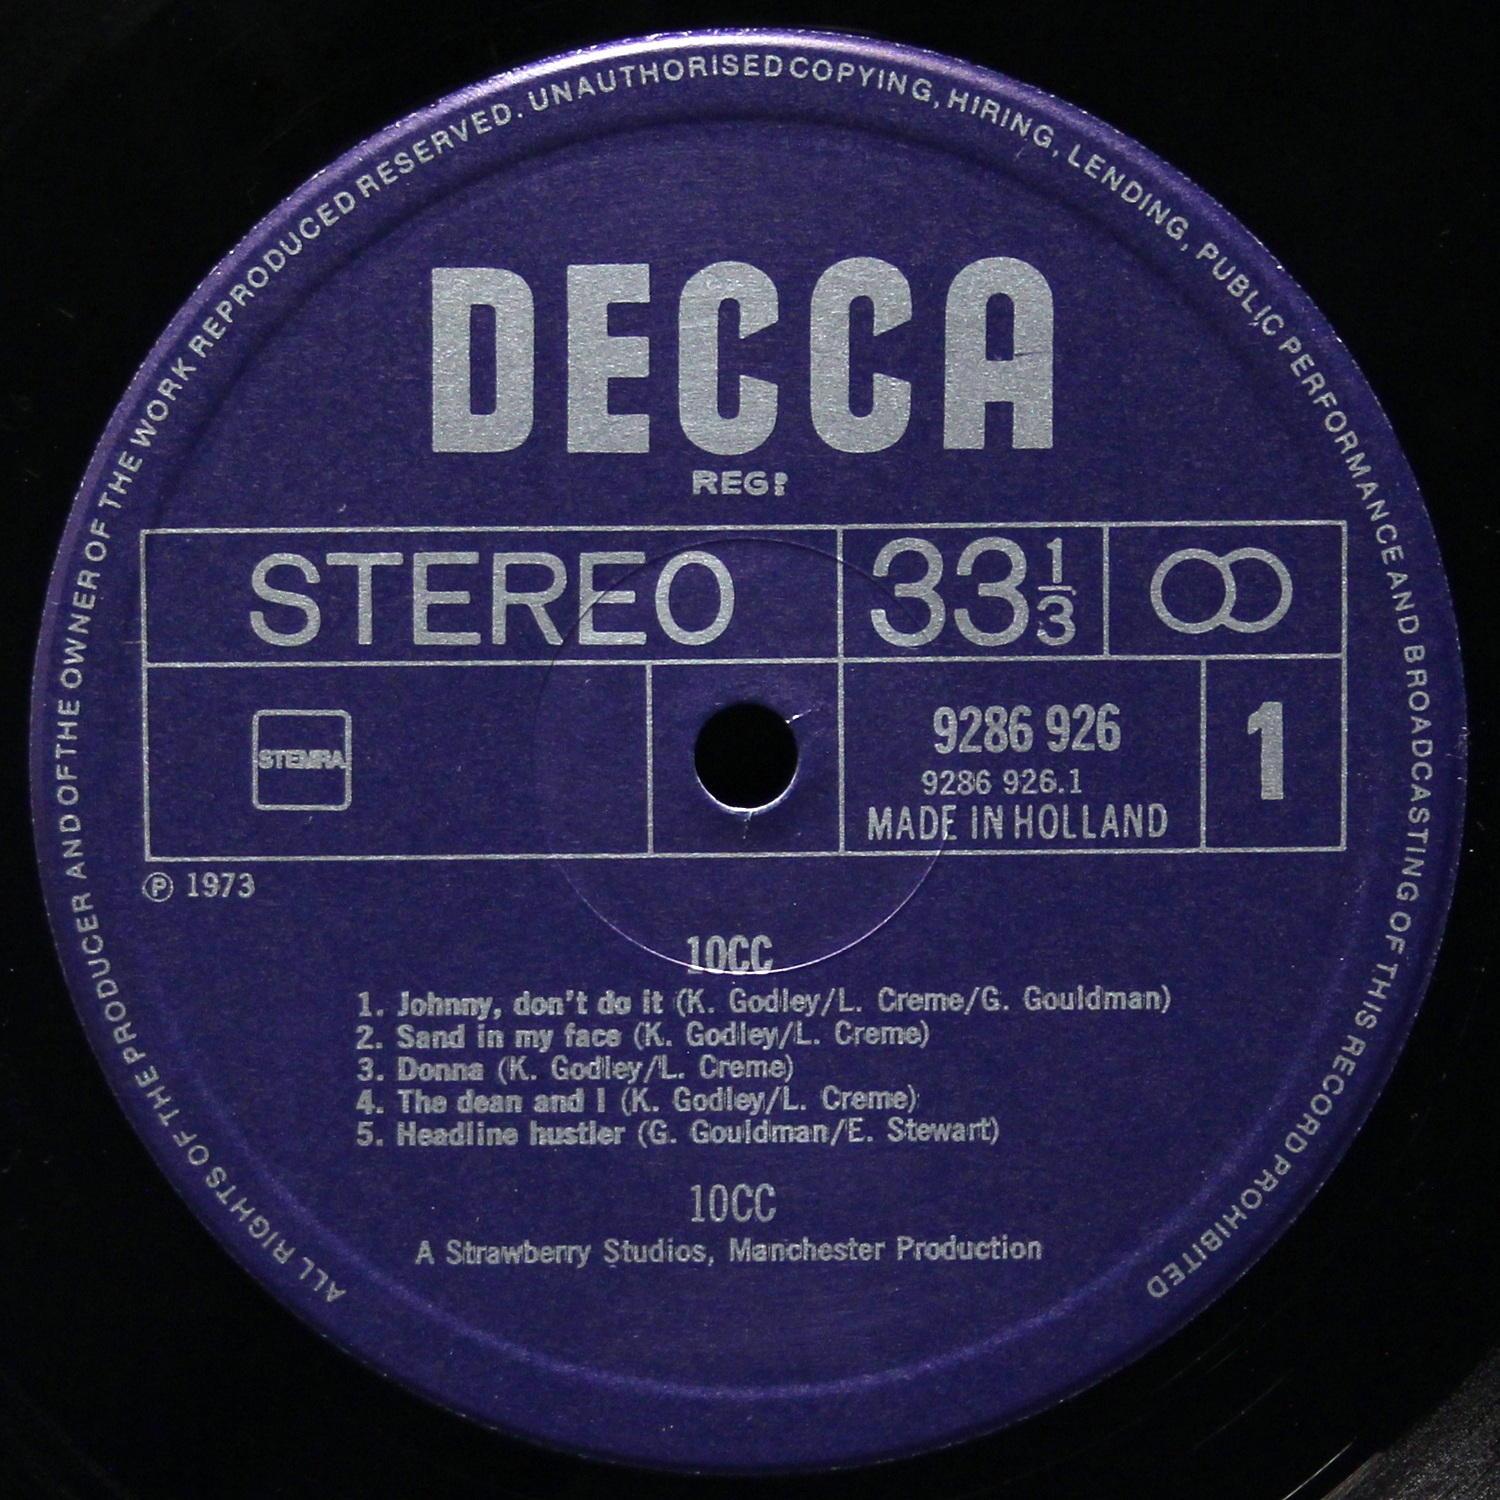 ALL RIGHTS OF THE PRODUCER AND OF THE OWNER OF THE WORK REPRODUCED RESERVED. UNAUTHORISED COPYING, HIRING, LENDING, PUBLIC PERFORMANCE AND BROADCASTING OF THIS RECORD PROHIBITED
DECCA
REGD
STEREO
33 1/3
STEMRA
9286 926
9286 926.1
MADE IN HOLLAND
1
℗ 1973
10CC
1. Johnny, don't do it (K. Godley/L. Creme/G. Gouldman)
2. Sand in my face (K. Godley/L. Creme)
3. Donna (K. Godley/L. Creme)
4. The dean and I (K. Godley/L. Creme)
5. Headline hustler (G. Gouldman/E. Stewart)
10CC
A Strawberry Studios, Manchester Production